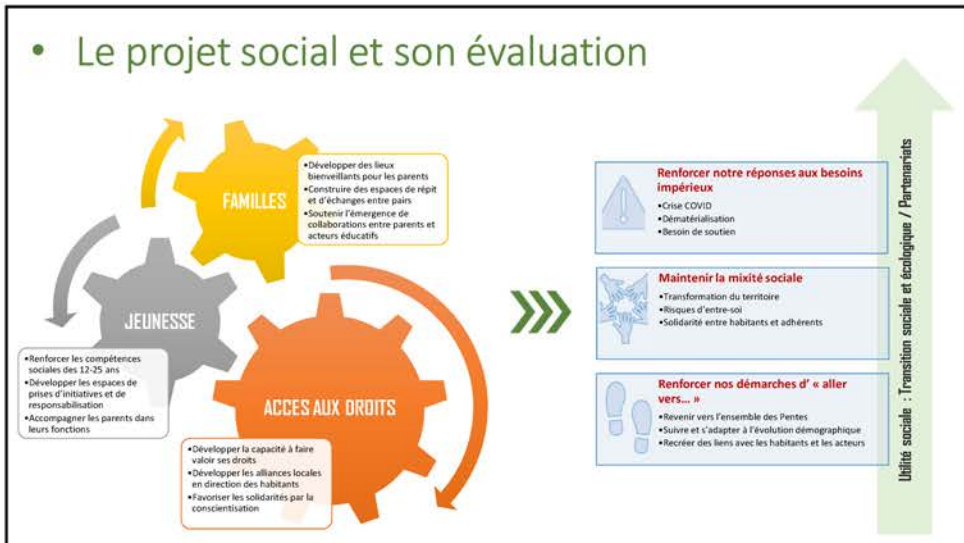 • Le projet social et son évaluation
FAMILLES
•Développer des lieux
bienveillants pour les parents
•Construire des espaces de répit
et d'échanges entre pairs
•Soutenir l'émergence de
collaborations entre parents et
acteurs éducatifs
JEUNESSE
•Renforcer les compétences
sociales des 12-25 ans
•Développer les espaces de
prises d'initiatives et de
responsabilisation
•Accompagner les parents dans
leurs fonctions
ACCES AUX DROITS
•Développer la capacité à faire
valoir ses droits
•Développer les alliances locales
en direction des habitants
•Favoriser les solidarités par la
conscientisation
Renforcer notre réponses aux besoins
impérieux
•Crise COVID
•Dématérialisation
•Besoin de soutien
Maintenir la mixité sociale
•Transformation du territoire
•Risques d'entre-soi
•Solidarité entre habitants et adhérents
Renforcer nos démarches d' « aller
vers... »
•Revenir vers l'ensemble des Pentes
•Suivre et s'adapter à l'évolution démographique
•Recréer des liens avec les habitants et les acteurs
Utilité sociale : Transition sociale et écologique / Partenariats